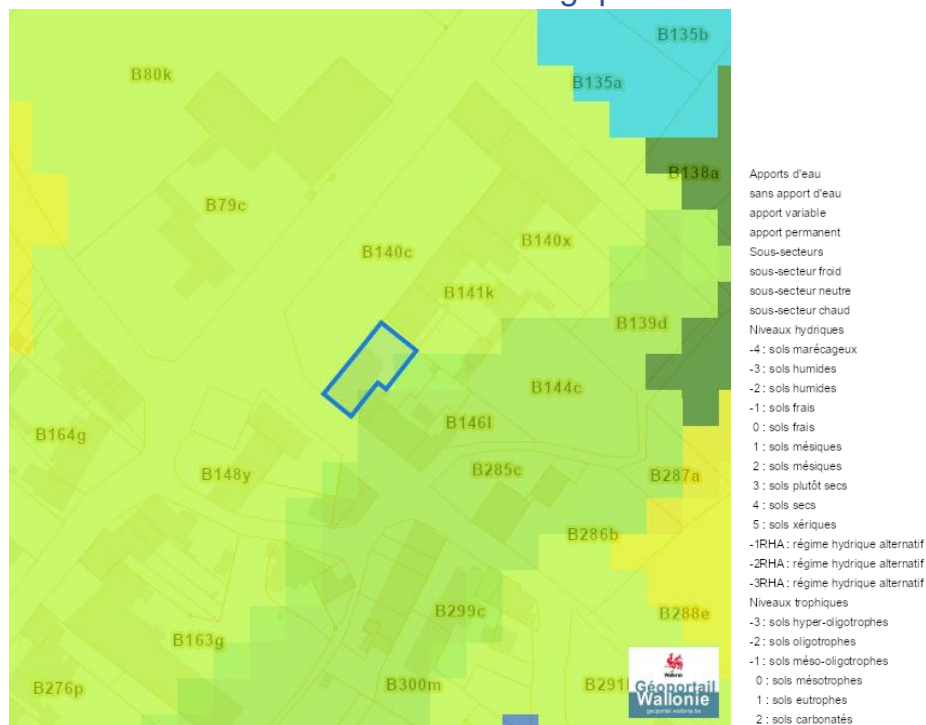 B135b
B80k
B135a
B138a
B79c
B140x
B140c
B141k
B139d
B144c
B146l
B164g
B148y
B285c
B287a
B286b
B299c
B288e
B163g
B276p
B300m
Géoportail
Wallonie
geoportail.wallonie.be
Apports d'eau
sans apport d'eau
apport variable
apport permanent
Sous-secteurs
sous-secteur froid
sous-secteur neutre
sous-secteur chaud
Niveaux hydriques
-4 : sols marécageux
-3 : sols humides
-2 : sols humides
-1 : sols frais
0 : sols frais
1 : sols mésiques
2 : sols mésiques
3 : sols plutôt secs
4 : sols secs
5 : sols xériques
-1RHA : régime hydrique alternatif
-2RHA : régime hydrique alternatif
-3RHA : régime hydrique alternatif
Niveaux trophiques
-3 : sols hyper-oligotrophes
-2 : sols oligotrophes
-1 : sols méso-oligotrophes
0 : sols mésotrophes
1 : sols eutrophes
2 : sols carbonatés